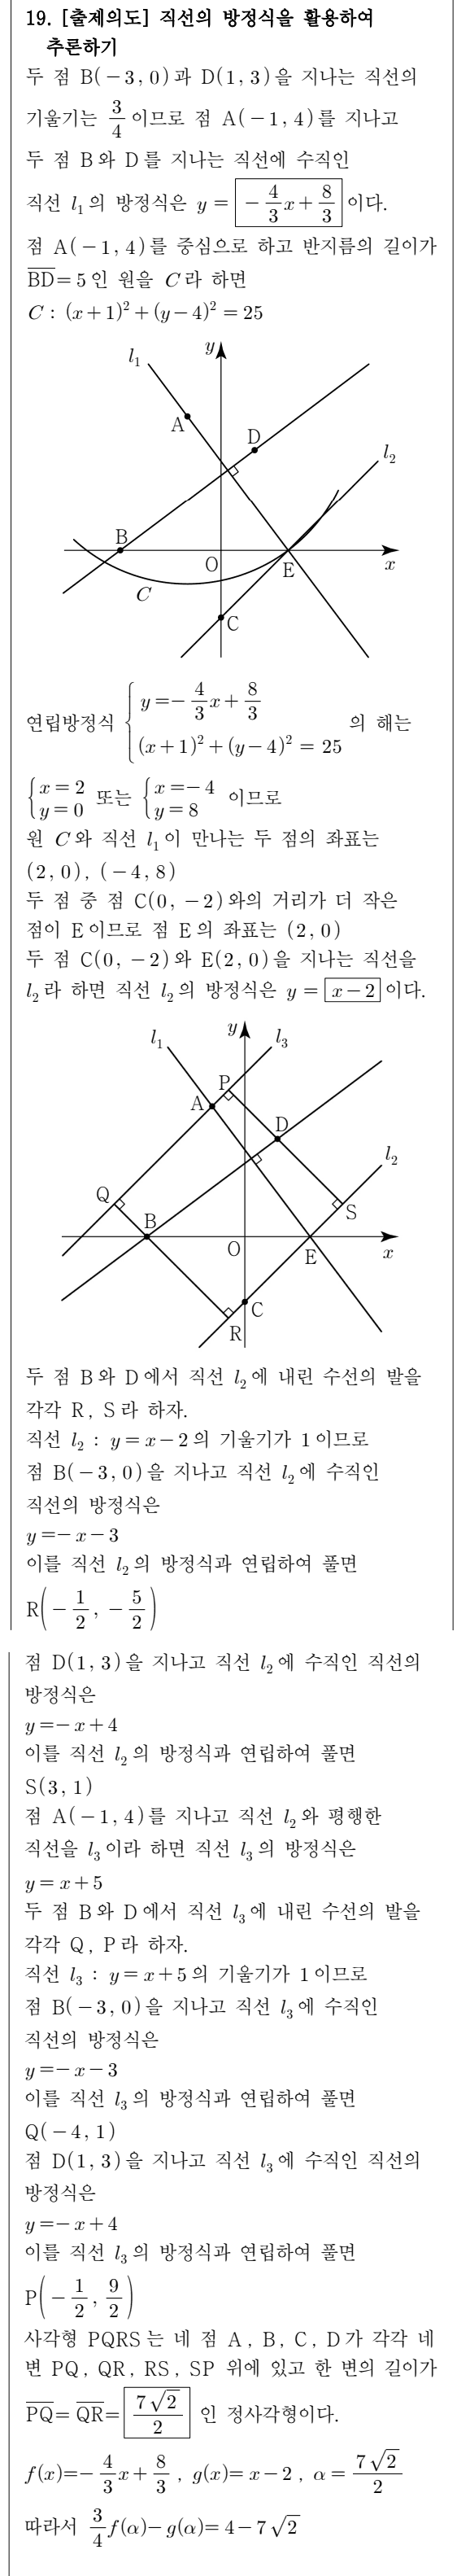 19. [출제의도] 직선의 방정식을 활용하여
추론하기
두 점 B(−3, 0)과 D(1, 3)을 지나는 직선의
기울기는 3/4 이므로 점 A(−1, 4)를 지나고
두 점 B와 D를 지나는 직선에 수직인
직선 l₁의 방정식은 y = −4/3x + 8/3 이다.
점 A(−1, 4)를 중심으로 하고 반지름의 길이가
B̅D̅ = 5인 원을 C라 하면
C : (x+1)² + (y−4)² = 25
l₁
y
A
D
l₂
B
O
E
x
C
C
연립방정식 { y = −4/3x + 8/3
(x+1)² + (y−4)² = 25 의 해는
{ x = 2
y = 0 또는 { x = −4
y = 8 이므로
원 C와 직선 l₁이 만나는 두 점의 좌표는
(2, 0), (−4, 8)
두 점 중 점 C(0, −2)와의 거리가 더 작은
점이 E이므로 점 E의 좌표는 (2, 0)
두 점 C(0, −2)와 E(2, 0)을 지나는 직선을
l₂라 하면 직선 l₂의 방정식은 y = x−2 이다.
l₁
y
l₃
P
A
D
l₂
Q
B
S
O
E
x
C
R
두 점 B와 D에서 직선 l₂에 내린 수선의 발을
각각 R, S라 하자.
직선 l₂ : y = x−2의 기울기가 1이므로
점 B(−3, 0)을 지나고 직선 l₂에 수직인
직선의 방정식은
y = −x−3
이를 직선 l₂의 방정식과 연립하여 풀면
R(−1/2, −5/2)
점 D(1, 3)을 지나고 직선 l₂에 수직인 직선의
방정식은
y = −x+4
이를 직선 l₂의 방정식과 연립하여 풀면
S(3, 1)
점 A(−1, 4)를 지나고 직선 l₂와 평행한
직선을 l₃이라 하면 직선 l₃의 방정식은
y = x+5
두 점 B와 D에서 직선 l₃에 내린 수선의 발을
각각 Q, P라 하자.
직선 l₃ : y = x+5의 기울기가 1이므로
점 B(−3, 0)을 지나고 직선 l₃에 수직인
직선의 방정식은
y = −x−3
이를 직선 l₃의 방정식과 연립하여 풀면
Q(−4, 1)
점 D(1, 3)을 지나고 직선 l₃에 수직인 직선의
방정식은
y = −x+4
이를 직선 l₃의 방정식과 연립하여 풀면
P(−1/2, 9/2)
사각형 PQRS는 네 점 A, B, C, D가 각각 네
변 PQ, QR, RS, SP 위에 있고 한 변의 길이가
P̅Q̅ = Q̅R̅ = 7√2/2 인 정사각형이다.
f(x) = −4/3x + 8/3, g(x) = x−2, α = 7√2/2
따라서 3/4f(α) − g(α) = 4 − 7√2